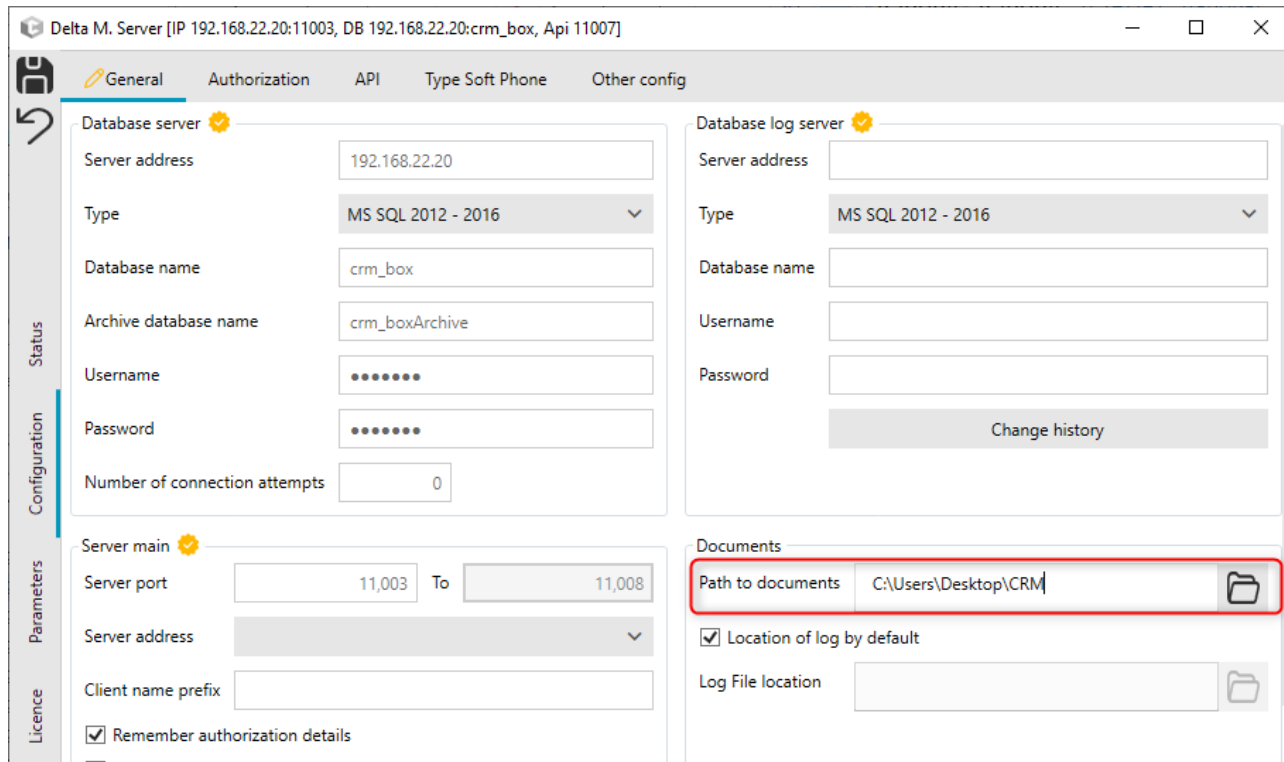 Delta M. Server [IP 192.168.22.20:11003, DB 192.168.22.20:crm_box, Api 11007]
General Authorization API Type Soft Phone Other config
Status
Configuration
Parameters
Licence
Database server
Server address 192.168.22.20
Type MS SQL 2012 - 2016
Database name crm_box
Archive database name crm_boxArchive
Username •••••••
Password •••••••
Number of connection attempts 0
Database log server
Server address
Type MS SQL 2012 - 2016
Database name
Username
Password
Change history
Server main
Server port 11,003 To 11,008
Server address
Client name prefix
Remember authorization details
Documents
Path to documents C:\Users\Desktop\CRM
Location of log by default
Log File location